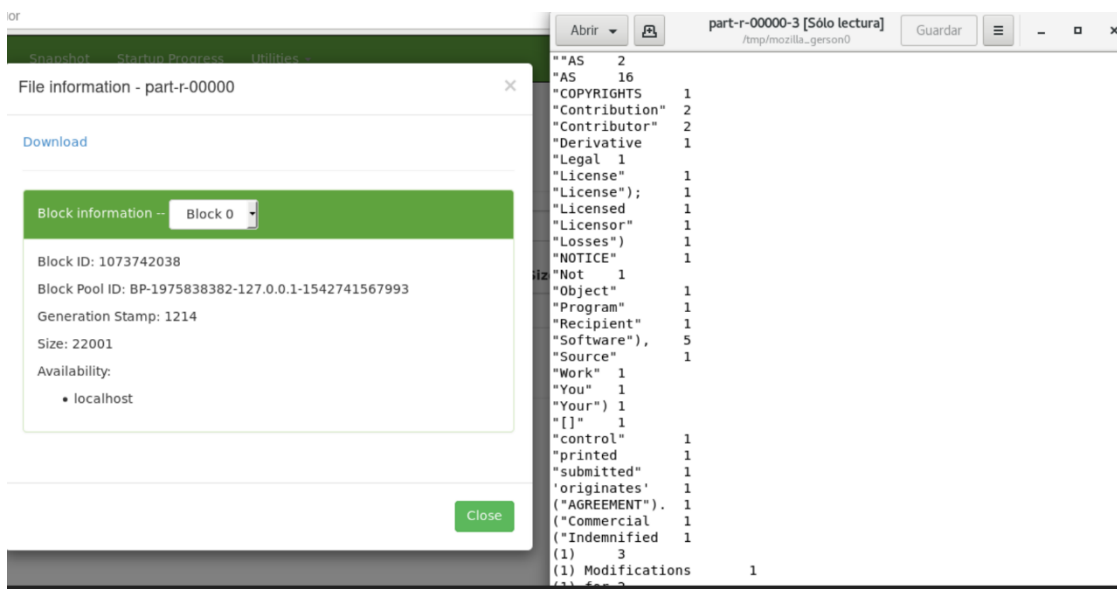 or
Snapshot Startup Progress Utilities
File information - part-r-00000 ×
Download
Block information -- Block 0
Block ID: 1073742038
Block Pool ID: BP-1975838382-127.0.0.1-1542741567993
Generation Stamp: 1214
Size: 22001
Availability:
• localhost
Close
Siz
Abrir
part-r-00000-3 [Sólo lectura]
/tmp/mozilla_gerson0
Guardar
""AS 2
"AS 16
"COPYRIGHTS 1
"Contribution" 2
"Contributor" 2
"Derivative 1
"Legal 1
"License" 1
"License"); 1
"Licensed 1
"Licensor" 1
"Losses") 1
"NOTICE" 1
"Not 1
"Object" 1
"Program" 1
"Recipient" 1
"Software"), 5
"Source" 1
"Work" 1
"You" 1
"Your") 1
"[]" 1
"control" 1
"printed 1
"submitted" 1
'originates' 1
("AGREEMENT"). 1
("Commercial 1
("Indemnified 1
(1) 3
(1) Modifications 1
(1) for 2